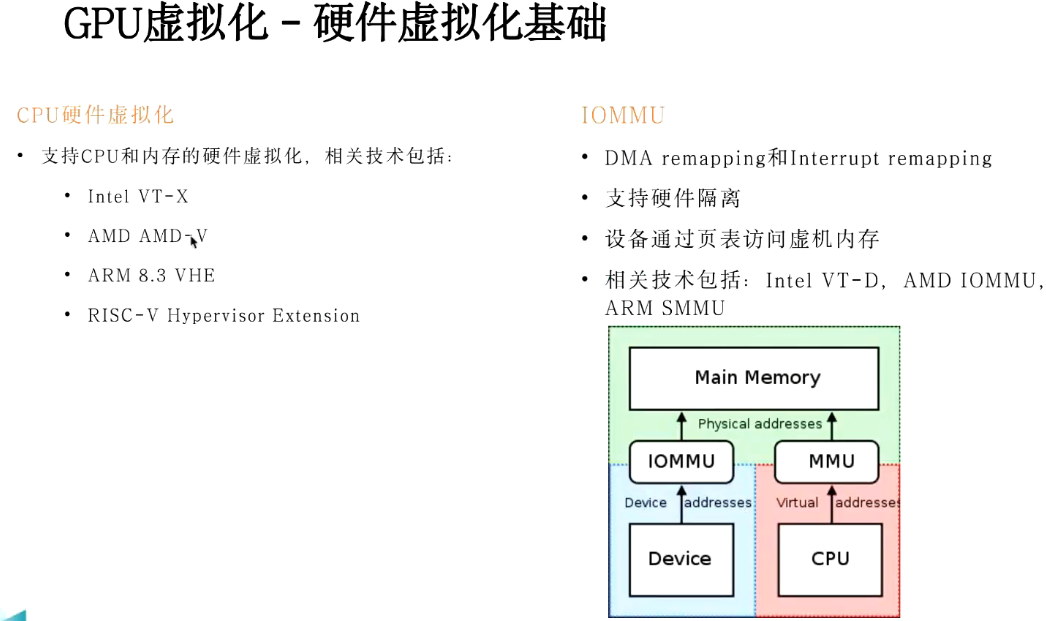 GPU虚拟化 - 硬件虚拟化基础
CPU硬件虚拟化
• 支持CPU和内存的硬件虚拟化，相关技术包括：
• Intel VT-X
• AMD AMD-V
• ARM 8.3 VHE
• RISC-V Hypervisor Extension
IOMMU
• DMA remapping和Interrupt remapping
• 支持硬件隔离
• 设备通过页表访问虚机内存
• 相关技术包括：Intel VT-D，AMD IOMMU，
ARM SMMU
Main Memory
Physical addresses
IOMMU
MMU
Device addresses
Virtual addresses
Device
CPU